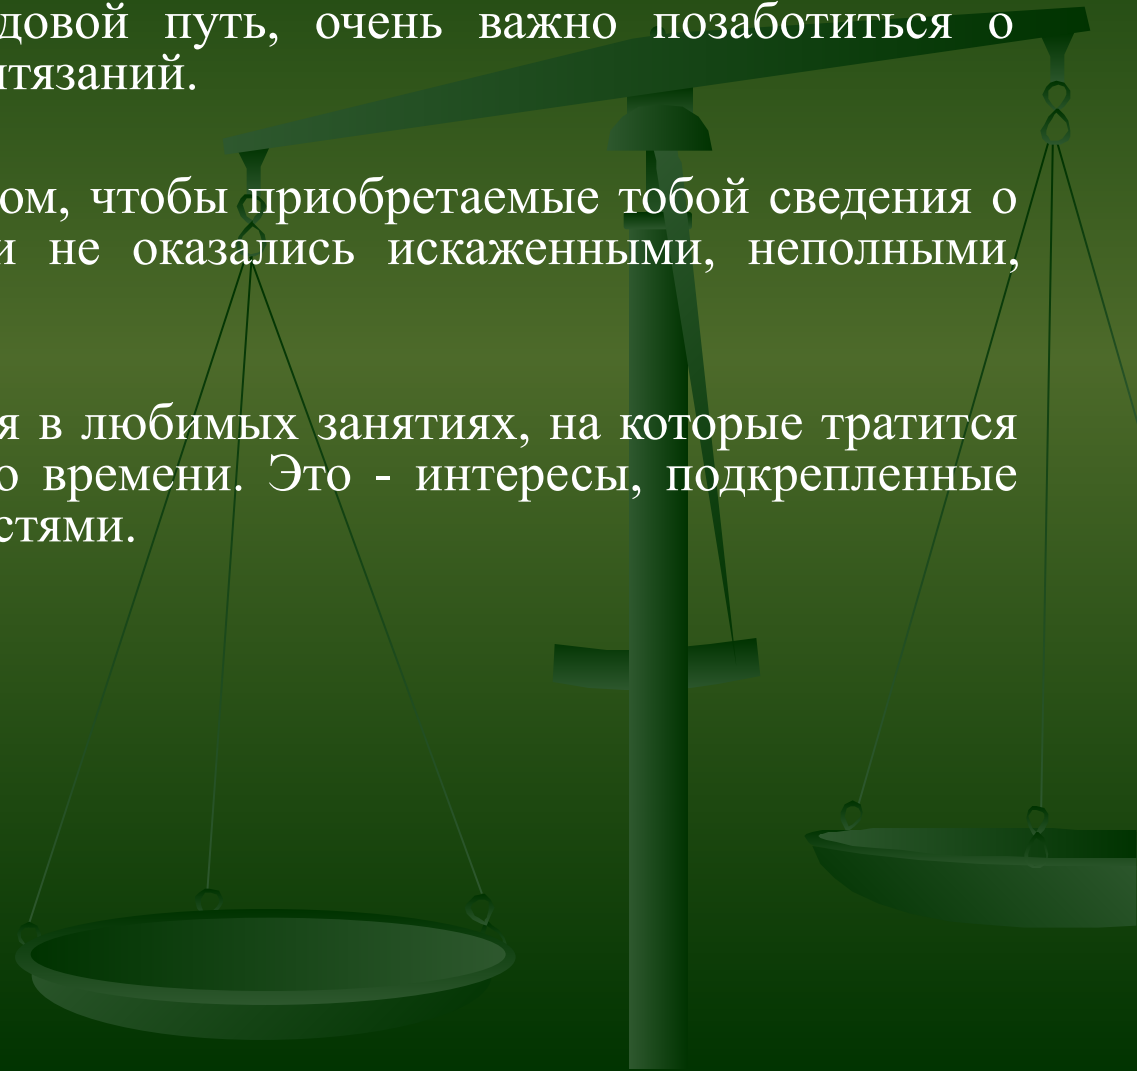 довой путь, очень важно позаботиться о
итязаний.
ом, чтобы приобретаемые тобой сведения о
и не оказались искаженными, неполными,
я в любимых занятиях, на которые тратится
о времени. Это - интересы, подкрепленные
стями.